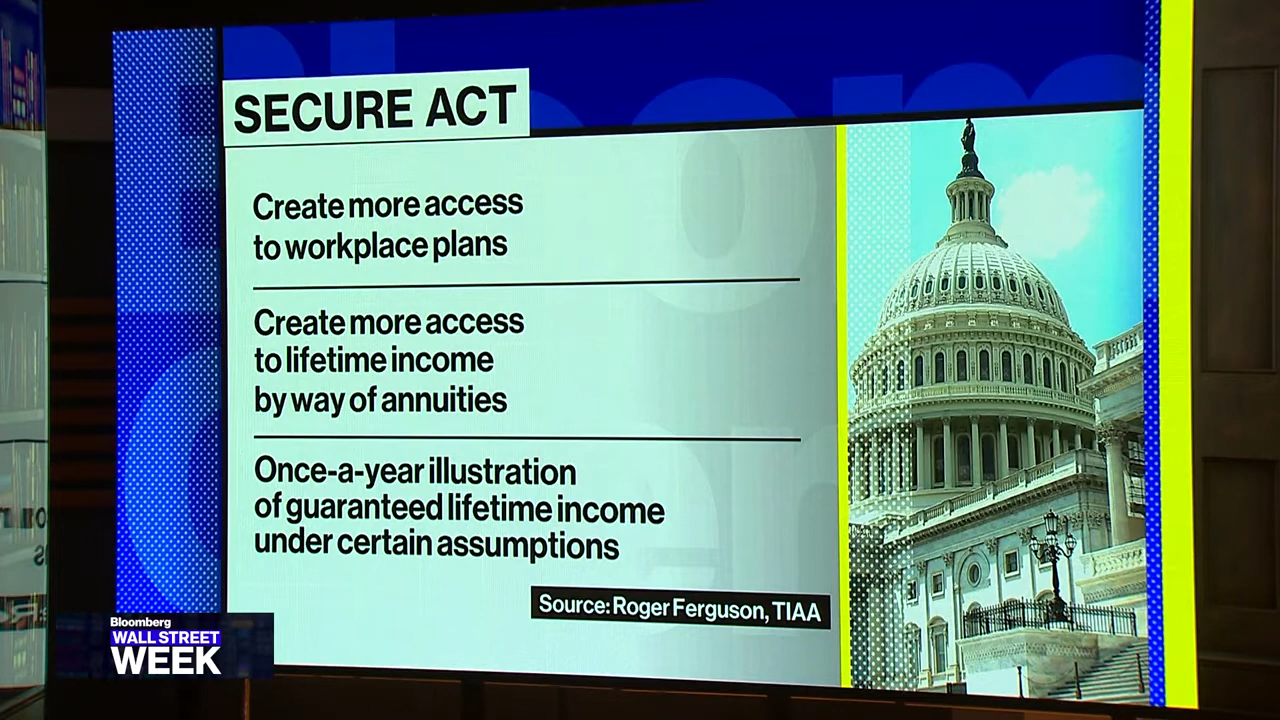 SECURE ACT
Create more access
to workplace plans
Create more access
to lifetime income
by way of annuities
Once-a-year illustration
of guaranteed lifetime income
under certain assumptions
Source: Roger Ferguson, TIAA
Bloomberg
WALL STREET
WEEK